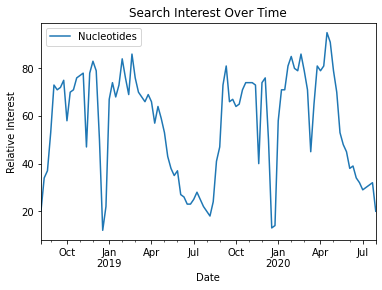 Search Interest Over Time
Nucleotides
Relative Interest
80
60
40
20
Oct Jan Apr Jul Oct Jan Apr Jul
2019 2020
Date